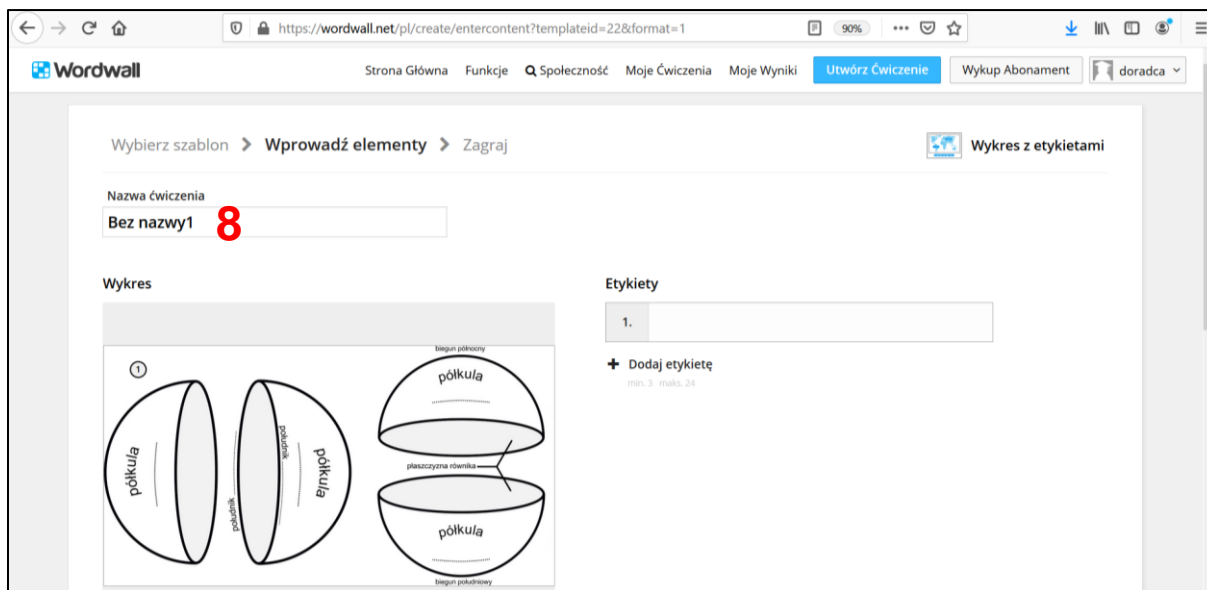 https://wordwall.net/pl/create/entercontent?templateid=22&format=1
90%
Wordwall
Strona Główna
Funkcje
Społeczność
Moje Ćwiczenia
Moje Wyniki
Utwórz Ćwiczenie
Wykup Abonament
doradca
Wybierz szablon
Wprowadź elementy
Zagraj
Wykres z etykietami
Nazwa ćwiczenia
Bez nazwy1
8
Wykres
Etykiety
1.
Dodaj etykietę
min. 3 maks. 24
1
półkula
południk
południk
półkula
biegun północny
półkula
płaszczyzna równika
półkula
biegun południowy